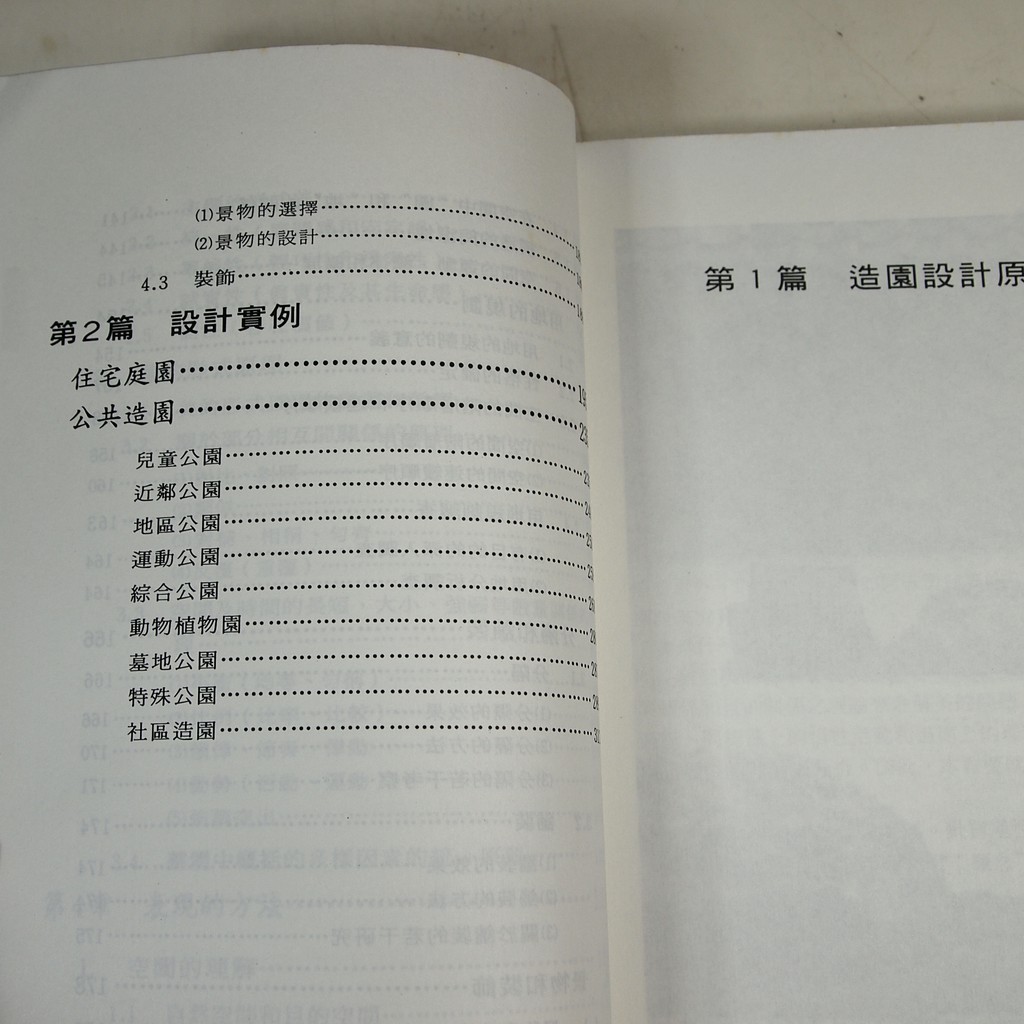 (1)景物的選擇
(2)景物的設計
4.3 裝飾
第2篇 設計實例
住宅庭園
公共造園
兒童公園
近鄰公園
地區公園
運動公園
綜合公園
動物植物園
墓地公園
特殊公園
社區造園
第1篇 造園設計原